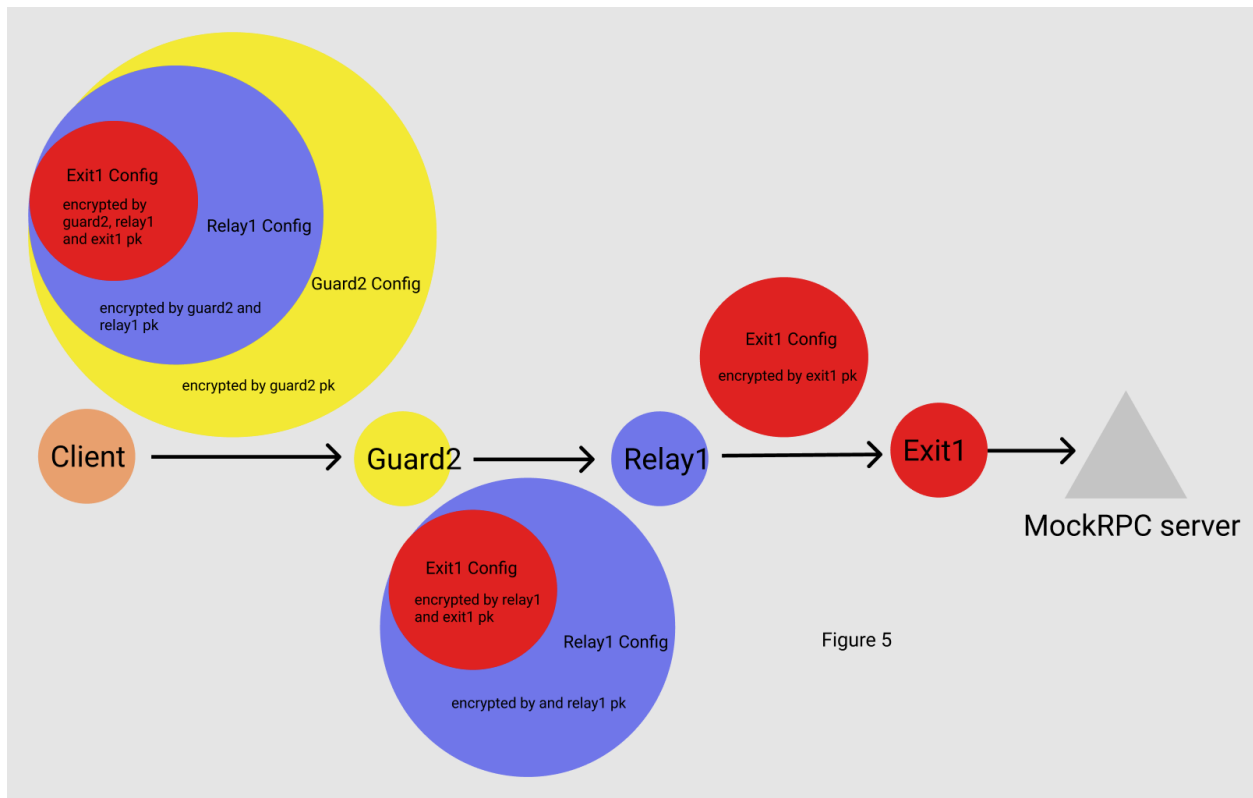 Exit1 Config
encrypted by
guard2, relay1
and exit1 pk
Relay1 Config
encrypted by guard2 and
relay1 pk
Guard2 Config
encrypted by guard2 pk
Exit1 Config
encrypted by exit1 pk
Client
Guard2
Relay1
Exit1
MockRPC server
Exit1 Config
encrypted by relay1
and exit1 pk
Relay1 Config
encrypted by and relay1 pk
Figure 5